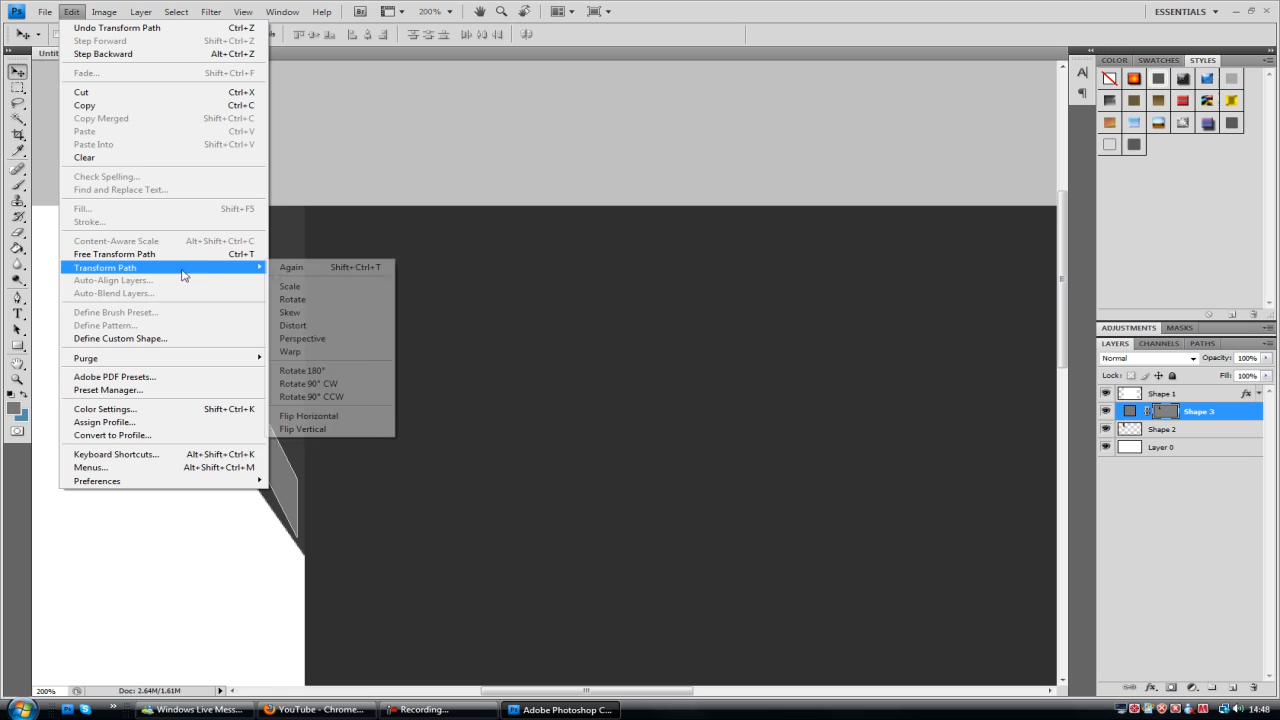 Ps File Edit Image Layer Select Filter View Window Help Br 200% ESSENTIALS
Undo Transform Path Ctrl+Z
Step Forward Shift+Ctrl+Z
Step Backward Alt+Ctrl+Z
Fade... Shift+Ctrl+F
Cut Ctrl+X
Copy Ctrl+C
Copy Merged Shift+Ctrl+C
Paste Ctrl+V
Paste Into Shift+Ctrl+V
Clear
Check Spelling...
Find and Replace Text...
Fill... Shift+F5
Stroke...
Content-Aware Scale Alt+Shift+Ctrl+C
Free Transform Path Ctrl+T
Transform Path
Auto-Align Layers...
Auto-Blend Layers...
Define Brush Preset...
Define Pattern...
Define Custom Shape...
Purge
Adobe PDF Presets...
Preset Manager...
Color Settings... Shift+Ctrl+K
Assign Profile...
Convert to Profile...
Keyboard Shortcuts... Alt+Shift+Ctrl+K
Menus... Alt+Shift+Ctrl+M
Preferences
Again Shift+Ctrl+T
Scale
Rotate
Skew
Distort
Perspective
Warp
Rotate 180°
Rotate 90° CW
Rotate 90° CCW
Flip Horizontal
Flip Vertical
Untit
COLOR SWATCHES STYLES
ADJUSTMENTS MASKS
LAYERS CHANNELS PATHS
Normal Opacity: 100%
Lock: Fill: 100%
Shape 1 fx
Shape 3
Shape 2
Layer 0
200% Doc: 2.64M/1.61M
Windows Live Mess... YouTube - Chrome... Recording... Adobe Photoshop C... 14:48